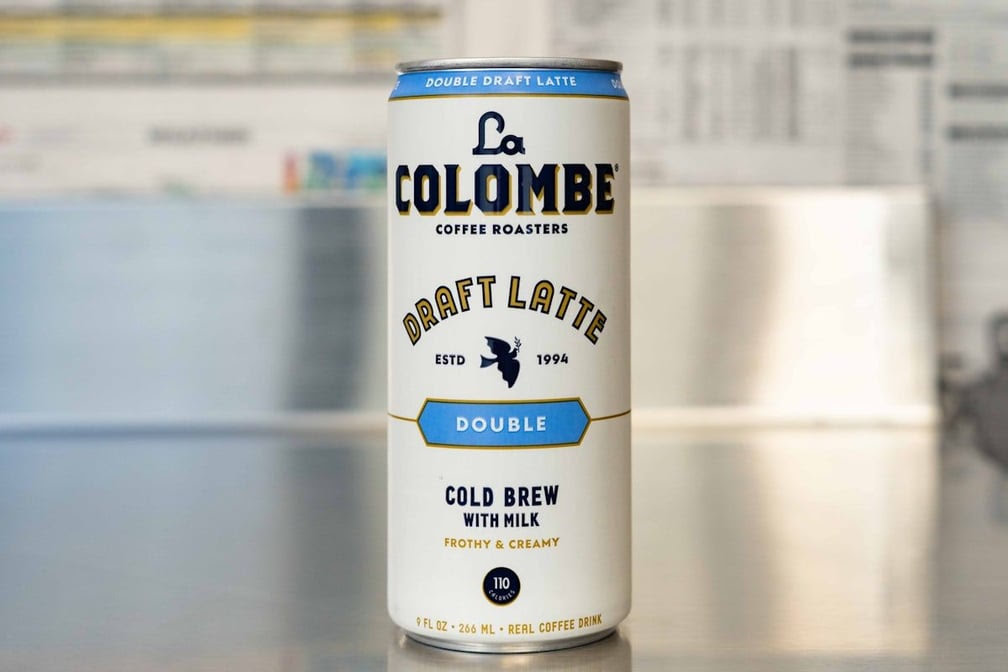 DOUBLE DRAFT LATTE
La
COLOMBE®
COFFEE ROASTERS
DRAFT LATTE
ESTD 1994
DOUBLE
COLD BREW
WITH MILK
FROTHY & CREAMY
110
CALORIES
9 FL OZ • 266 ML • REAL COFFEE DRINK